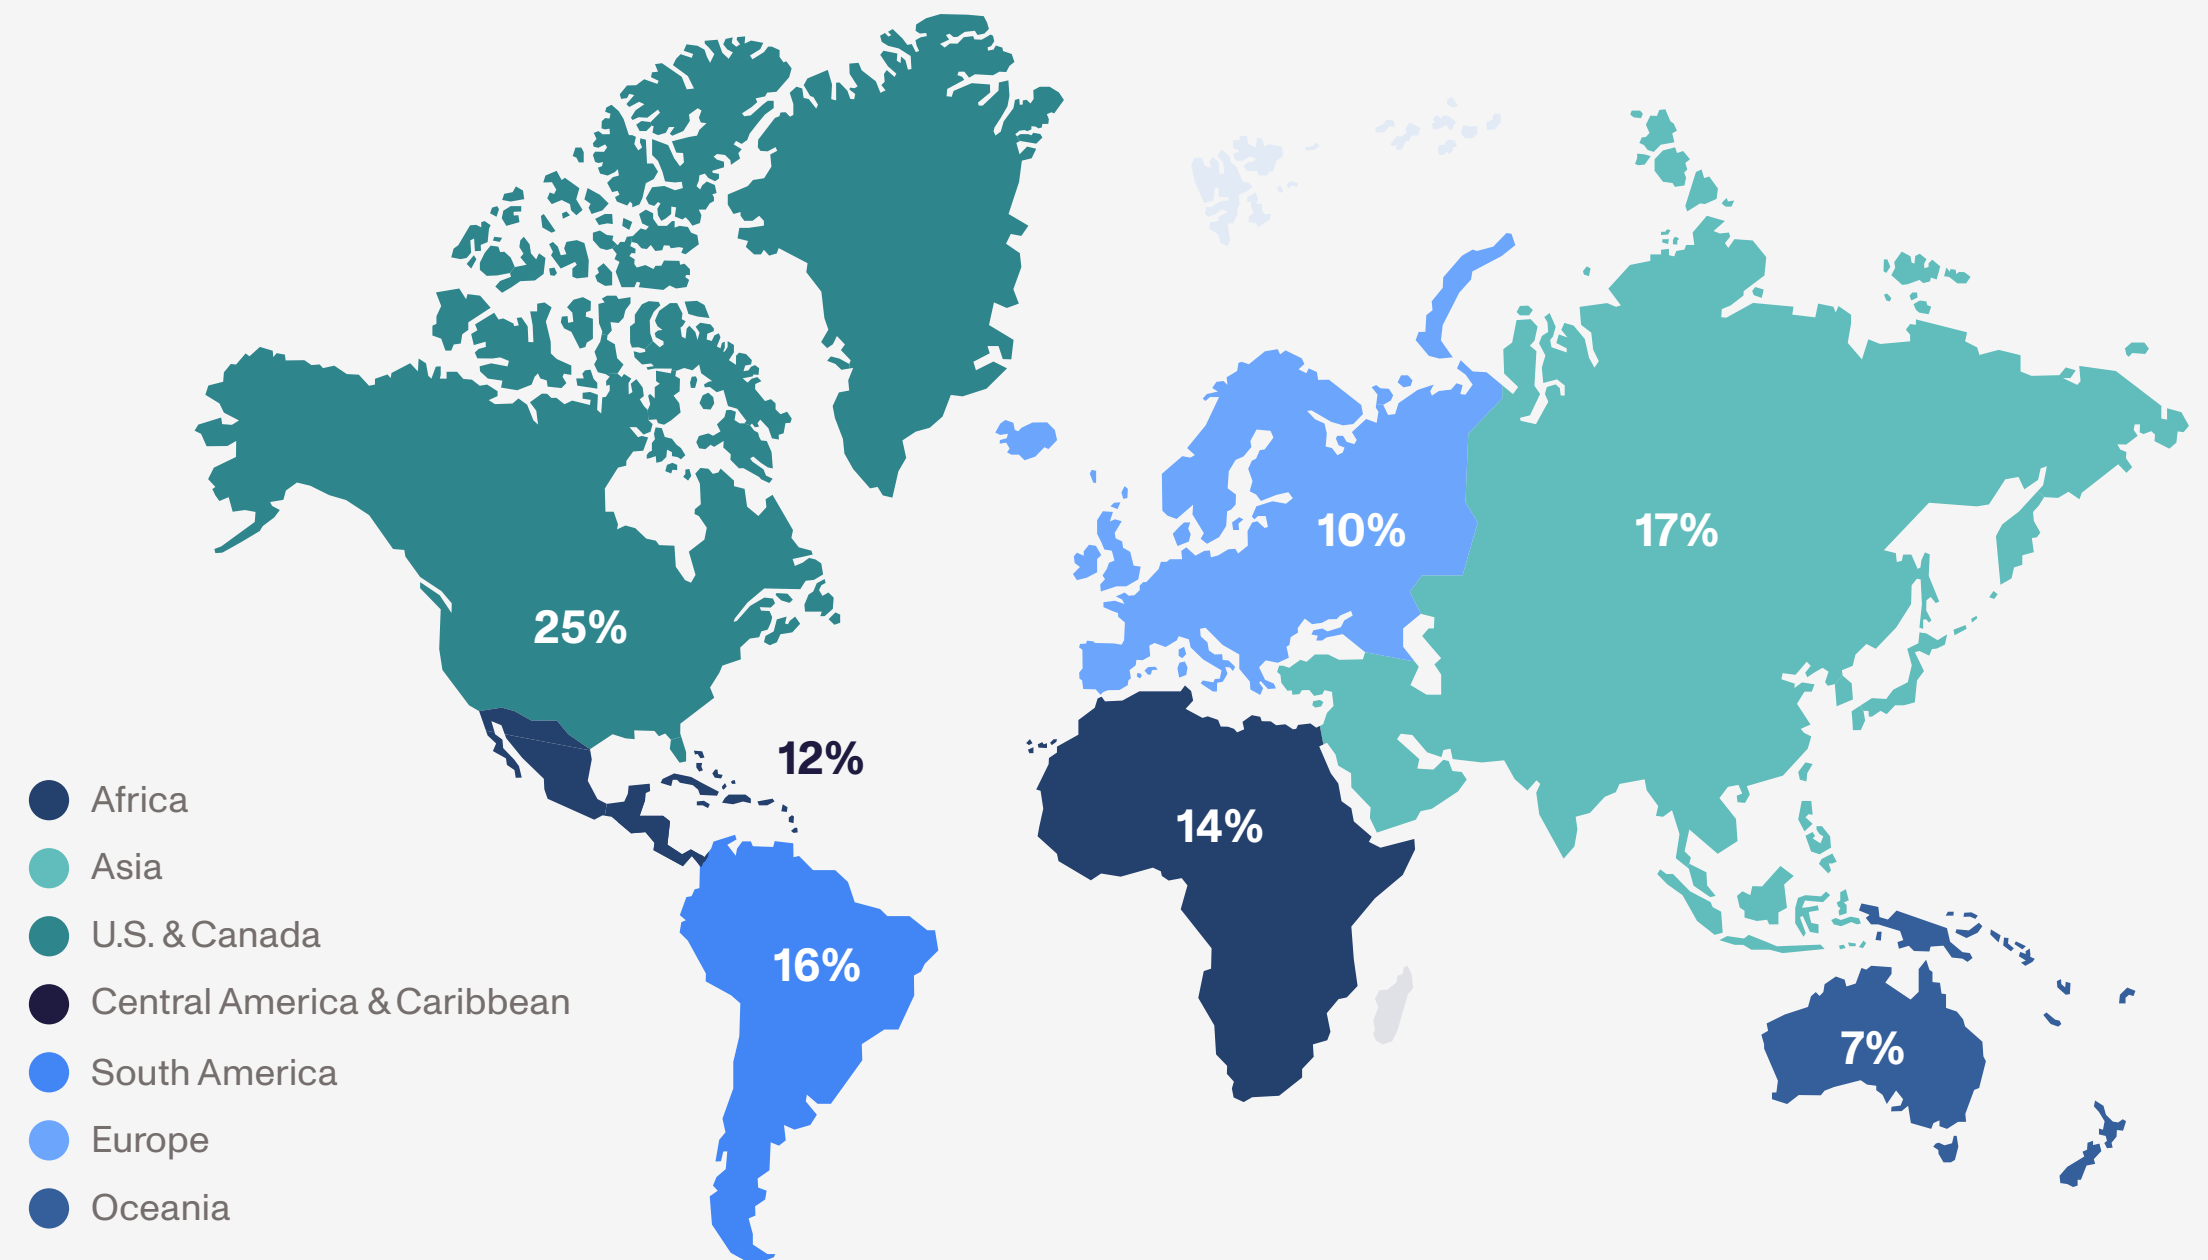 10%
17%
25%
12%
14%
16%
7%
Africa
Asia
U.S. & Canada
Central America & Caribbean
South America
Europe
Oceania